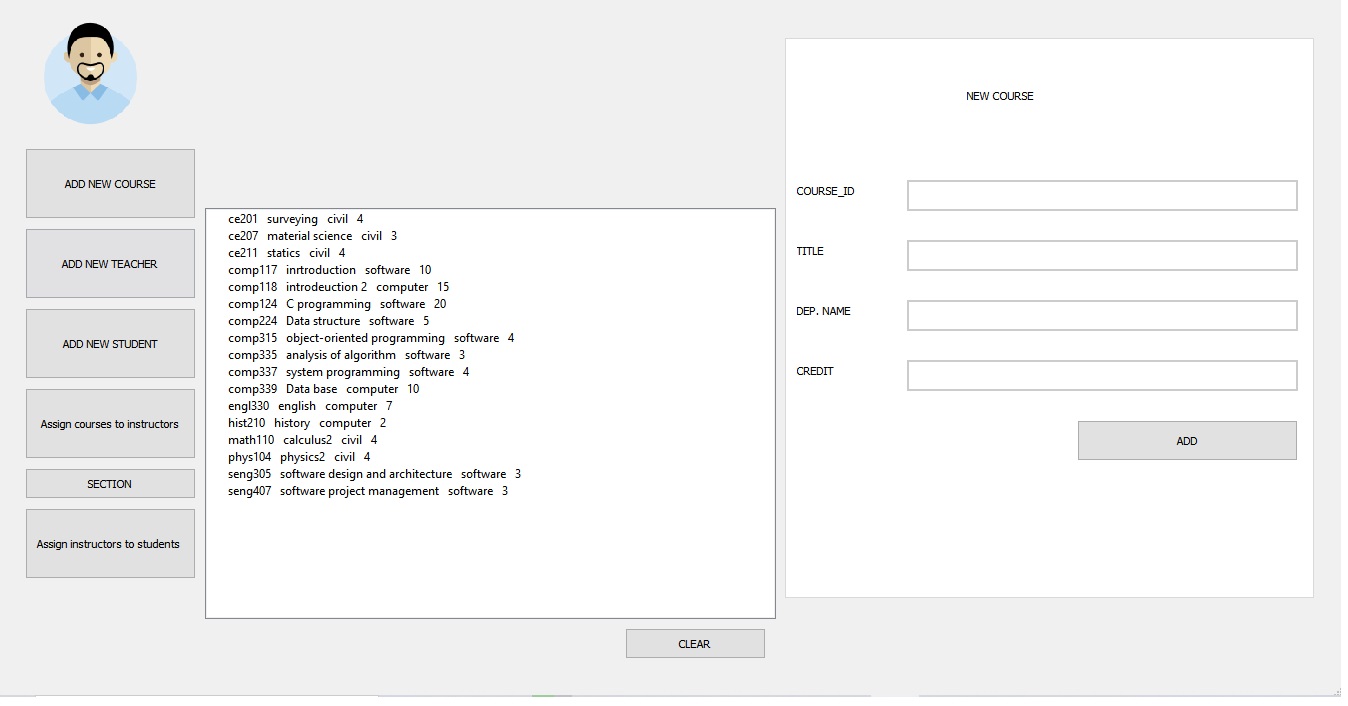 ADD NEW COURSE
ADD NEW TEACHER
ADD NEW STUDENT
Assign courses to instructors
SECTION
Assign instructors to students
ce201 surveying civil 4
ce207 material science civil 3
ce211 statics civil 4
comp117 inrtroduction software 10
comp118 introdeuction 2 computer 15
comp124 C programming software 20
comp224 Data structure software 5
comp315 object-oriented programming software 4
comp335 analysis of algorithm software 3
comp337 system programming software 4
comp339 Data base computer 10
engl330 english computer 7
hist210 history computer 2
math110 calculus2 civil 4
phys104 physics2 civil 4
seng305 software design and architecture software 3
seng407 software project management software 3
CLEAR
NEW COURSE
COURSE_ID
TITLE
DEP. NAME
CREDIT
ADD